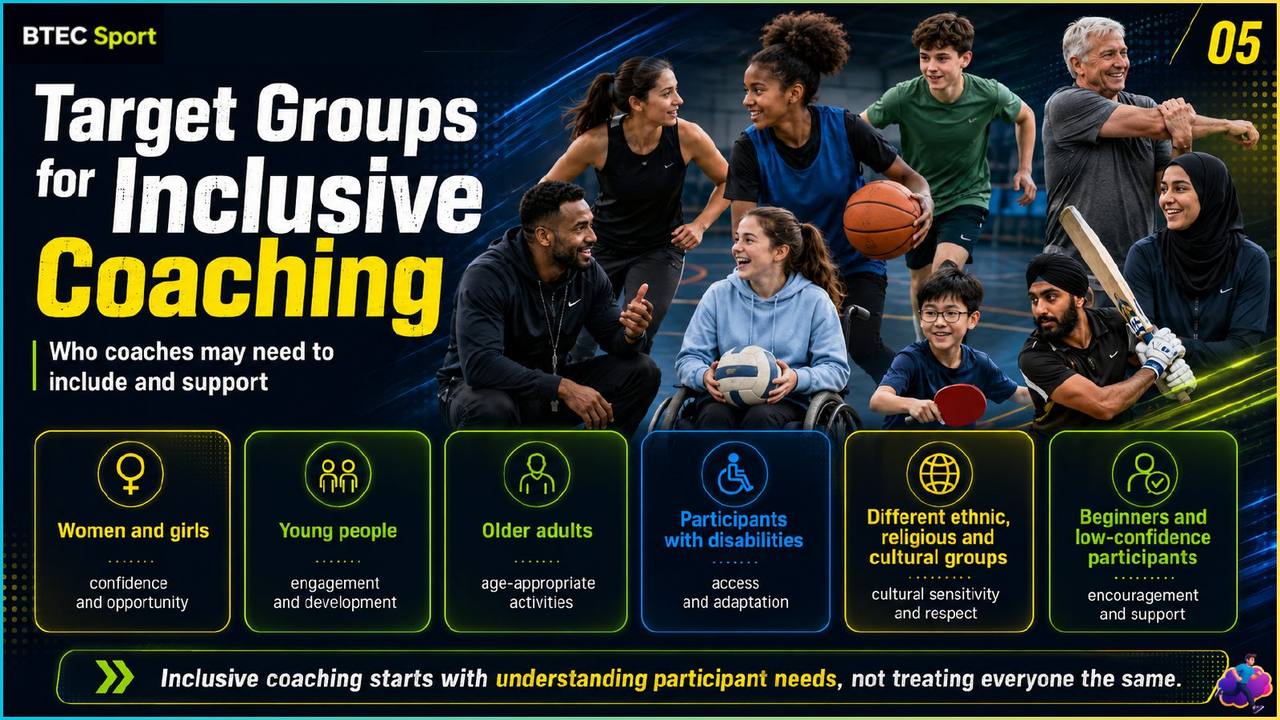 BTEC Sport
05
Target Groups
for Inclusive
Coaching
Who coaches may need to
include and support
Women and girls
confidence
and opportunity
Young people
engagement
and development
Older adults
age-appropriate
activities
Participants
with disabilities
access
and adaptation
Different ethnic,
religious and
cultural groups
cultural sensitivity
and respect
Beginners and
low-confidence
participants
encouragement
and support
Inclusive coaching starts with understanding participant needs, not treating everyone the same.